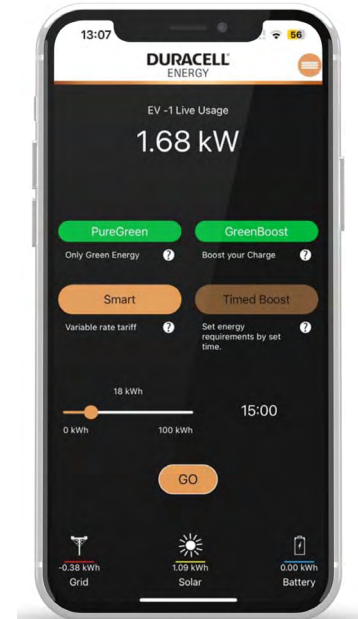 13:07
56
DURACELL
ENERGY
EV -1 Live Usage
1.68 kW
PureGreen
GreenBoost
Only Green Energy ?
Boost your Charge ?
Smart
Timed Boost
Variable rate tariff ?
Set energy ?
requirements by set
time.
18 kWh
15:00
0 kWh
100 kWh
GO
-0.38 kWh
1.09 kWh
0.00 kWh
Grid
Solar
Battery